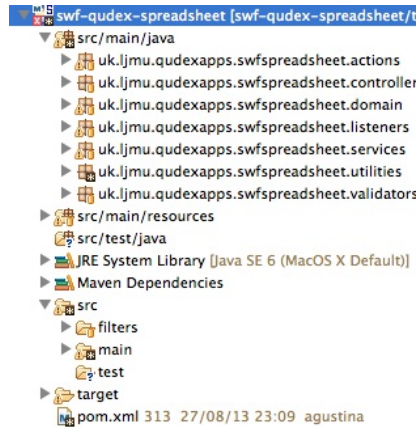 swf-qudex-spreadsheet [swf-qudex-spreadsheet/t
src/main/java
uk.ljmu.qudexapps.swfspreadsheet.actions
uk.ljmu.qudexapps.swfspreadsheet.controller
uk.ljmu.qudexapps.swfspreadsheet.domain
uk.ljmu.qudexapps.swfspreadsheet.listeners
uk.ljmu.qudexapps.swfspreadsheet.services
uk.ljmu.qudexapps.swfspreadsheet.utilities
uk.ljmu.qudexapps.swfspreadsheet.validators
src/main/resources
src/test/java
JRE System Library [Java SE 6 (MacOS X Default)]
Maven Dependencies
src
filters
main
test
target
pom.xml 313 27/08/13 23:09 agustina